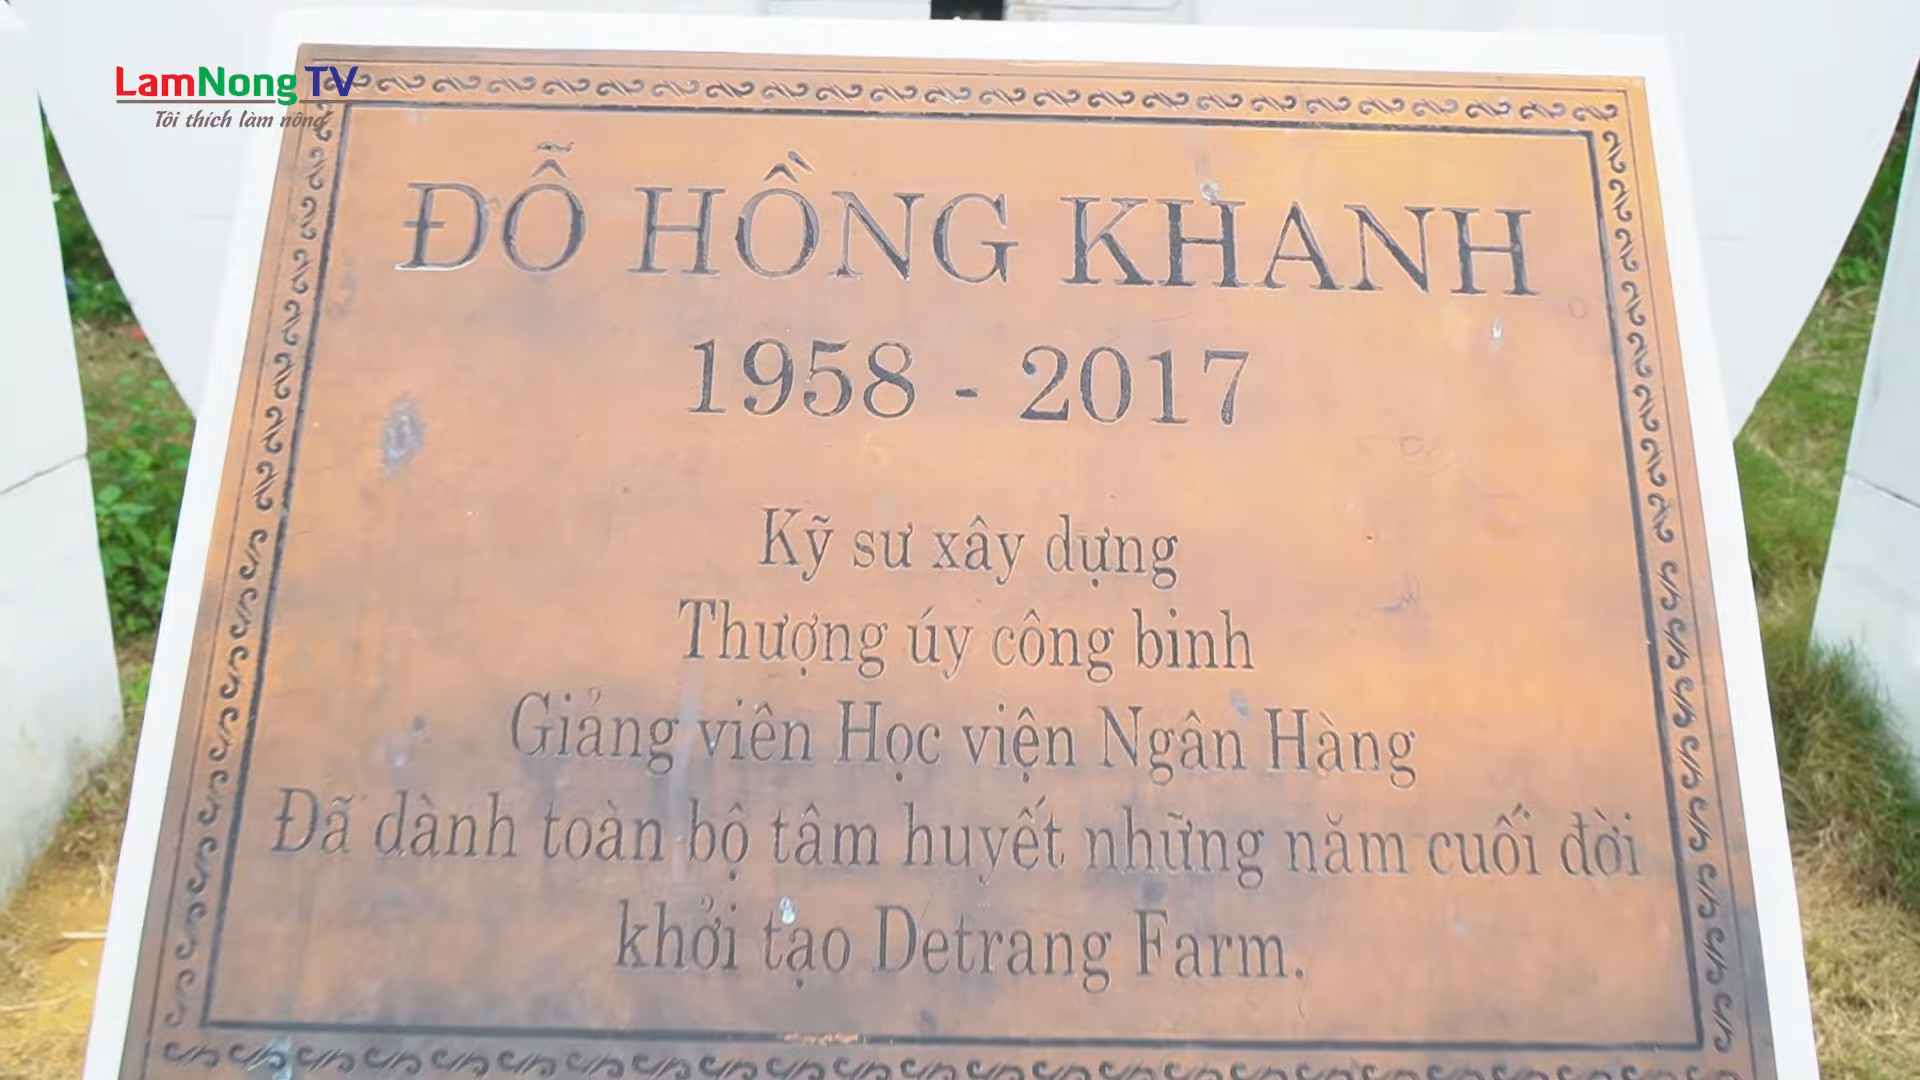 LamNong TV
Tôi thích làm nông
ĐỖ HỒNG KHANH
1958 - 2017
Kỹ sư xây dựng
Thượng úy công binh
Giảng viên Học viện Ngân Hàng
Đã dành toàn bộ tâm huyết những năm cuối đời
khởi tạo Detrang Farm.